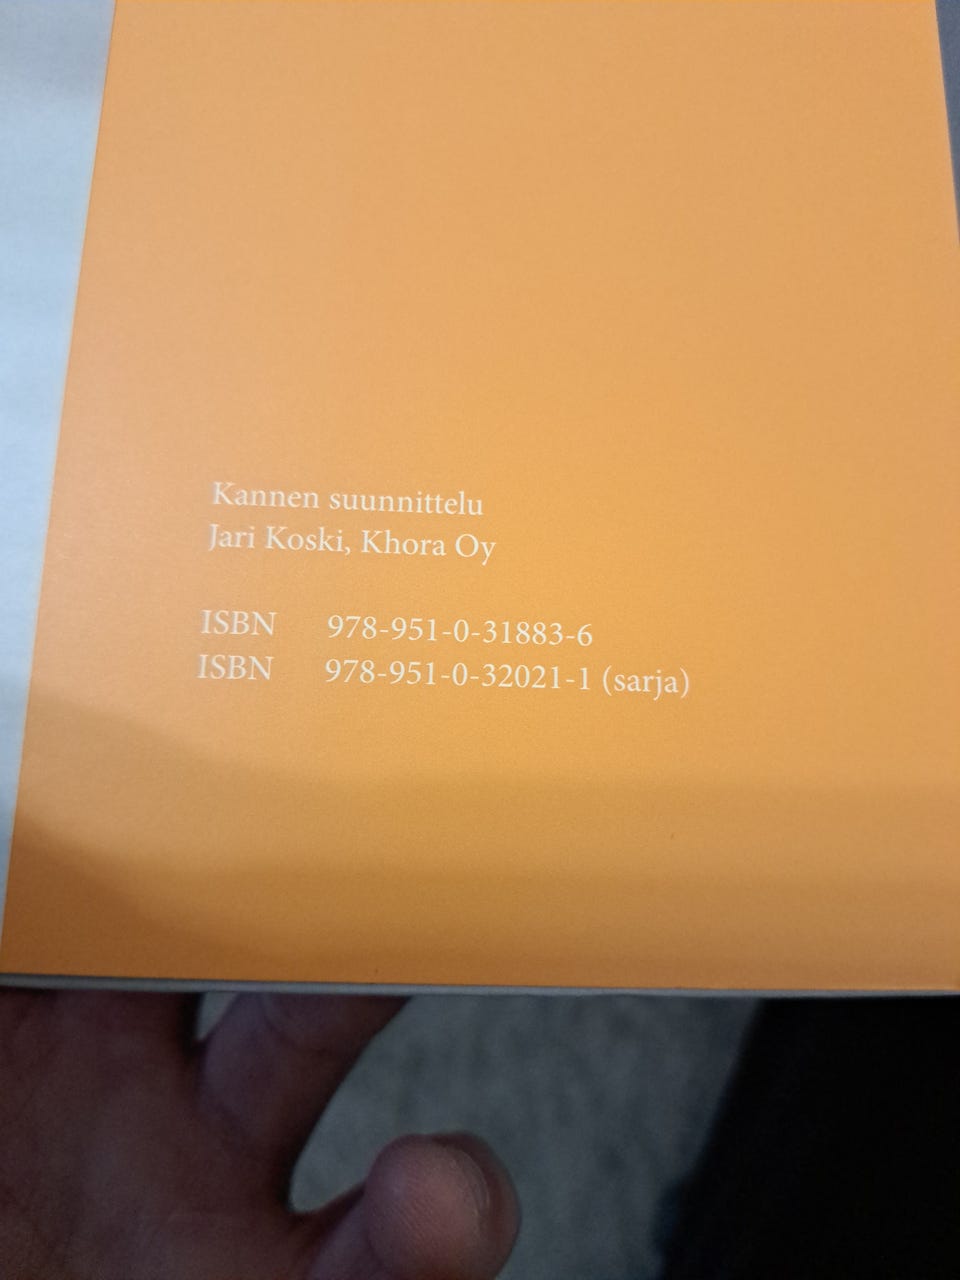 Kannen suunnittelu
Jari Koski, Khora Oy
ISBN 978-951-0-31883-6
ISBN 978-951-0-32021-1 (sarja)